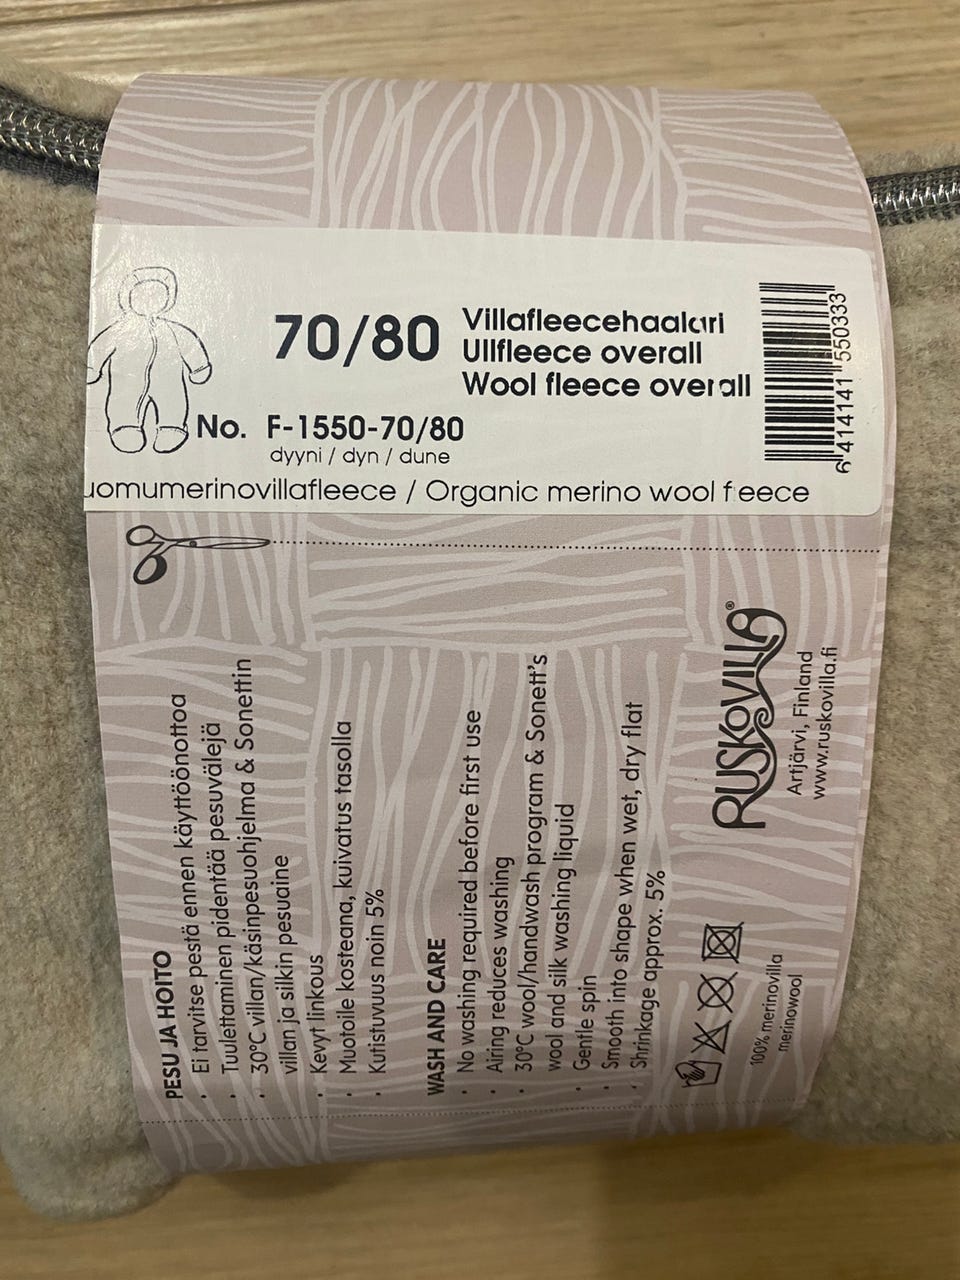 70/80
Villafleecehaalari
Ullfleece overall
Wool fleece overall
No. F-1550-70/80
dyyni / dyn / dune
uomumerinovillafleece / Organic merino wool fleece
6 414141 550333
PESU JA HOITO
• Ei tarvitse pestä ennen käyttöönottoa
• Tuulettaminen pidentää pesuvälejä
• 30°C villan/käsinpesuohjelma & Sonettin
villan ja silkin pesuaine
• Kevyt linkous
• Muotoile kosteana, kuivatus tasolla
• Kutistuvuus noin 5%
WASH AND CARE
• No washing required before first use
• Airing reduces washing
• 30°C wool/handwash program & Sonett's
wool and silk washing liquid
• Gentle spin
• Smooth into shape when wet, dry flat
• Shrinkage approx. 5%
100% merinovilla
merinowool
RUSKOVILLA®
Artjärvi, Finland
www.ruskovilla.fi